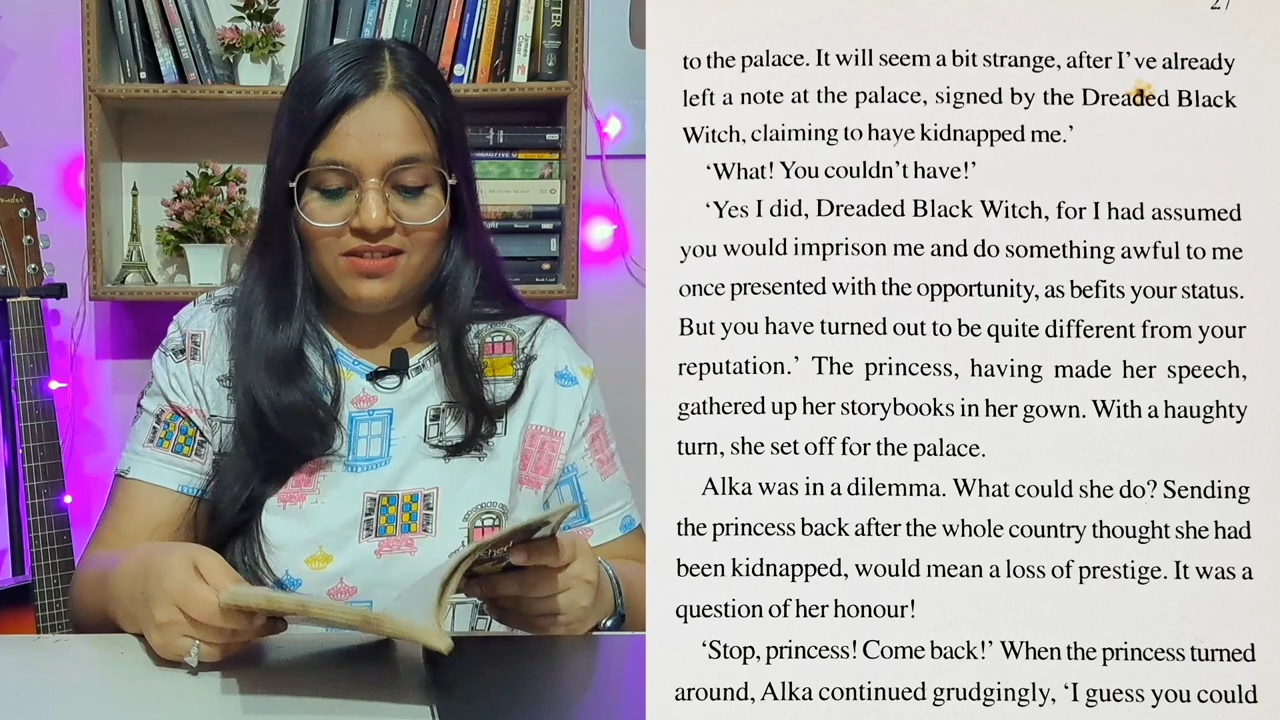 27
to the palace. It will seem a bit strange, after I've already
left a note at the palace, signed by the Dreaded Black
Witch, claiming to have kidnapped me.'
'What! You couldn't have!'
'Yes I did, Dreaded Black Witch, for I had assumed
you would imprison me and do something awful to me
once presented with the opportunity, as befits your status.
But you have turned out to be quite different from your
reputation.' The princess, having made her speech,
gathered up her storybooks in her gown. With a haughty
turn, she set off for the palace.
Alka was in a dilemma. What could she do? Sending
the princess back after the whole country thought she had
been kidnapped, would mean a loss of prestige. It was a
question of her honour!
'Stop, princess! Come back!' When the princess turned
around, Alka continued grudgingly, 'I guess you could
James Clear